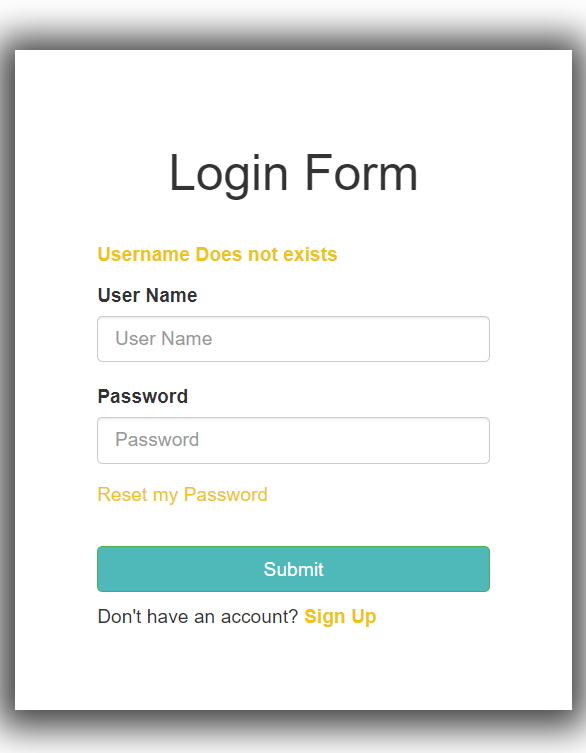 Login Form
Username Does not exists
User Name
User Name
Password
Password
Reset my Password
Submit
Don't have an account? Sign Up